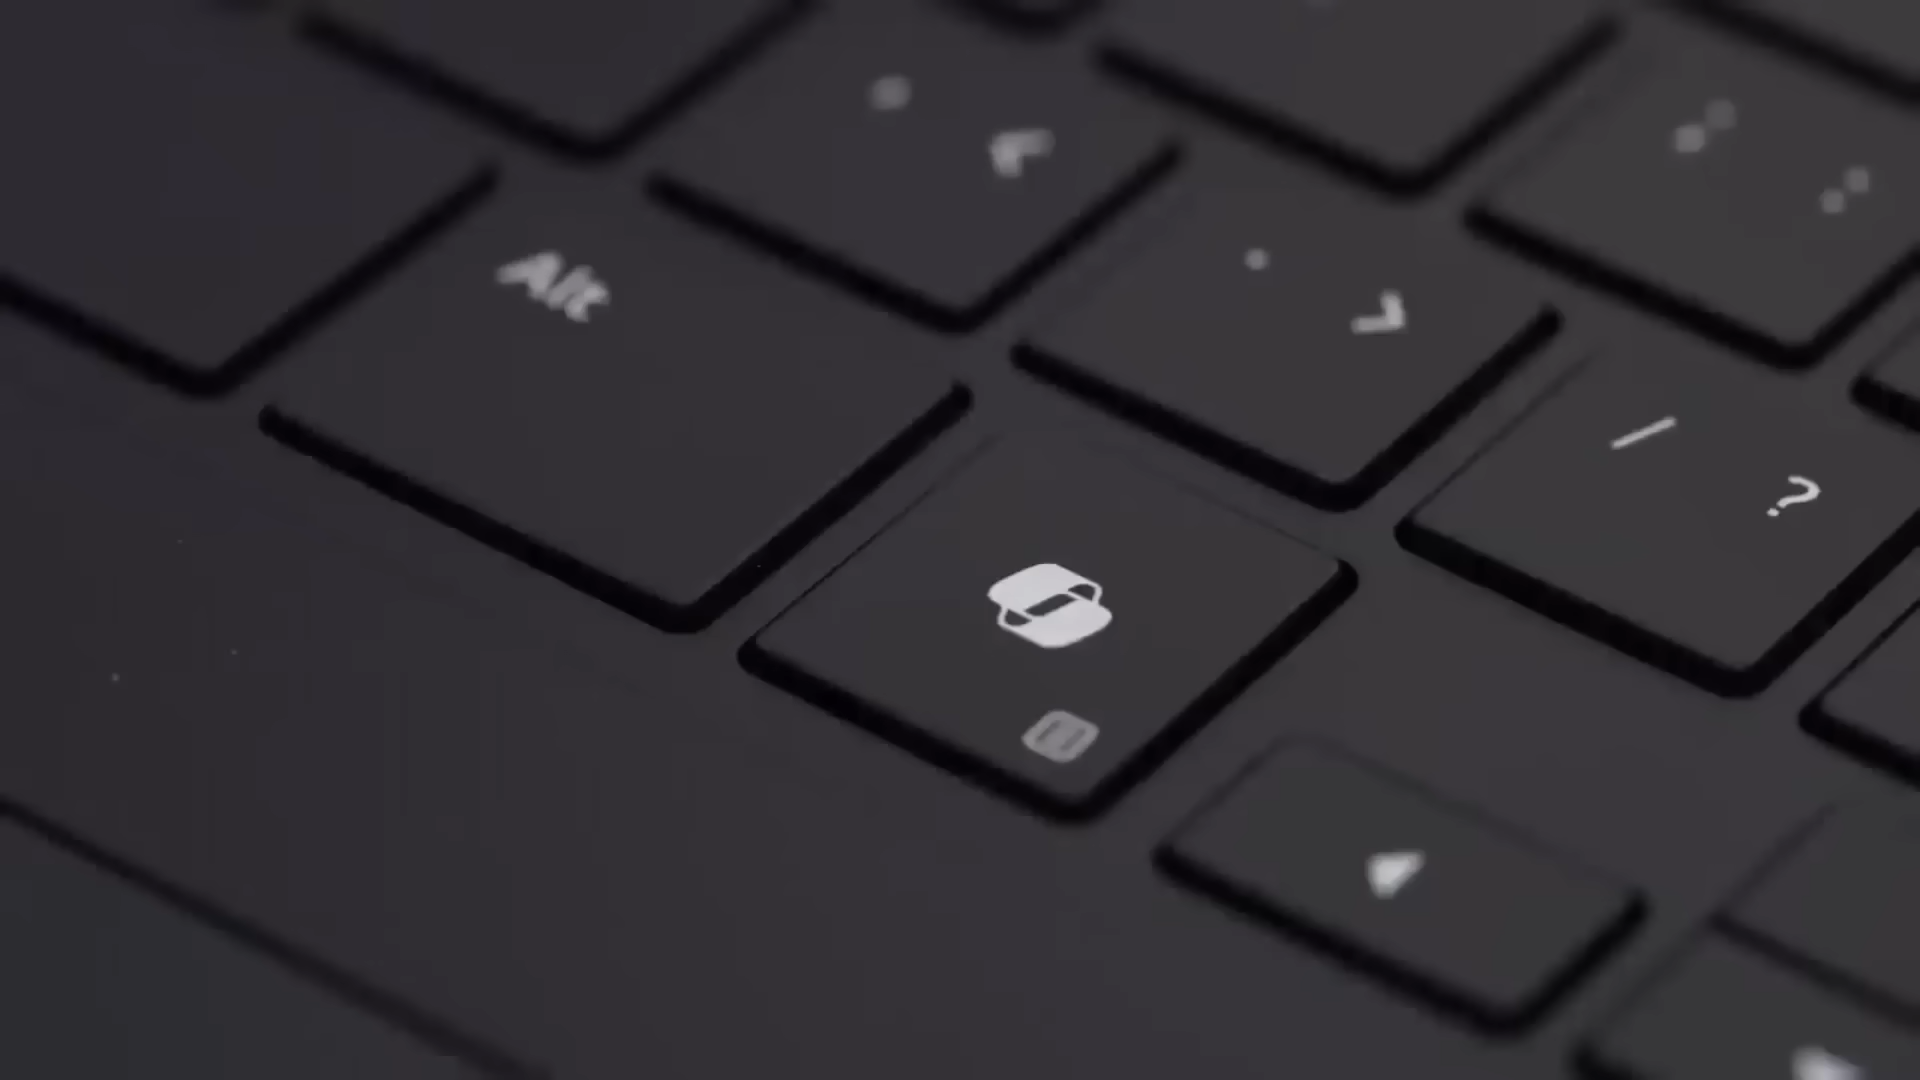 , <
. >
; :
Alt
/ ?